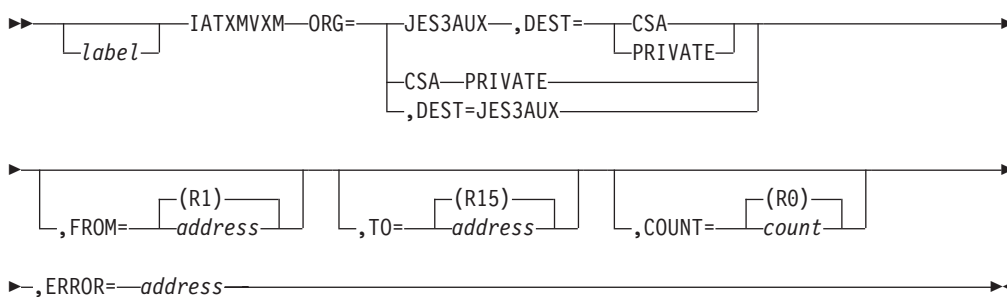 IATXMVXM ORG= JES3AUX ,DEST= CSA
label PRIVATE
CSA PRIVATE
,DEST=JES3AUX
(R1) (R15) (R0)
,FROM= address ,TO= address ,COUNT= count
,ERROR= address